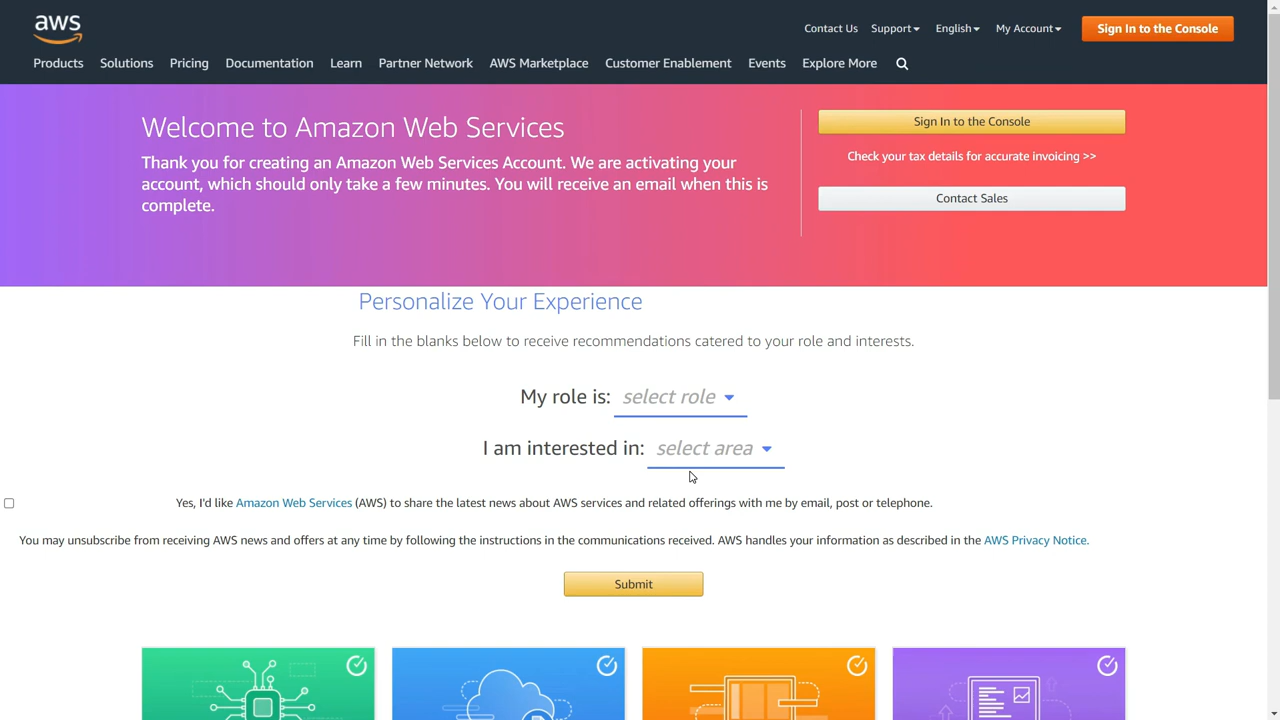 aws
Contact Us Support English My Account Sign In to the Console
Products Solutions Pricing Documentation Learn Partner Network AWS Marketplace Customer Enablement Events Explore More
Welcome to Amazon Web Services
Thank you for creating an Amazon Web Services Account. We are activating your
account, which should only take a few minutes. You will receive an email when this is
complete.
Sign In to the Console
Check your tax details for accurate invoicing >>
Contact Sales
Personalize Your Experience
Fill in the blanks below to receive recommendations catered to your role and interests.
My role is: select role
I am interested in: select area
Yes, I'd like Amazon Web Services (AWS) to share the latest news about AWS services and related offerings with me by email, post or telephone.
You may unsubscribe from receiving AWS news and offers at any time by following the instructions in the communications received. AWS handles your information as described in the AWS Privacy Notice.
Submit